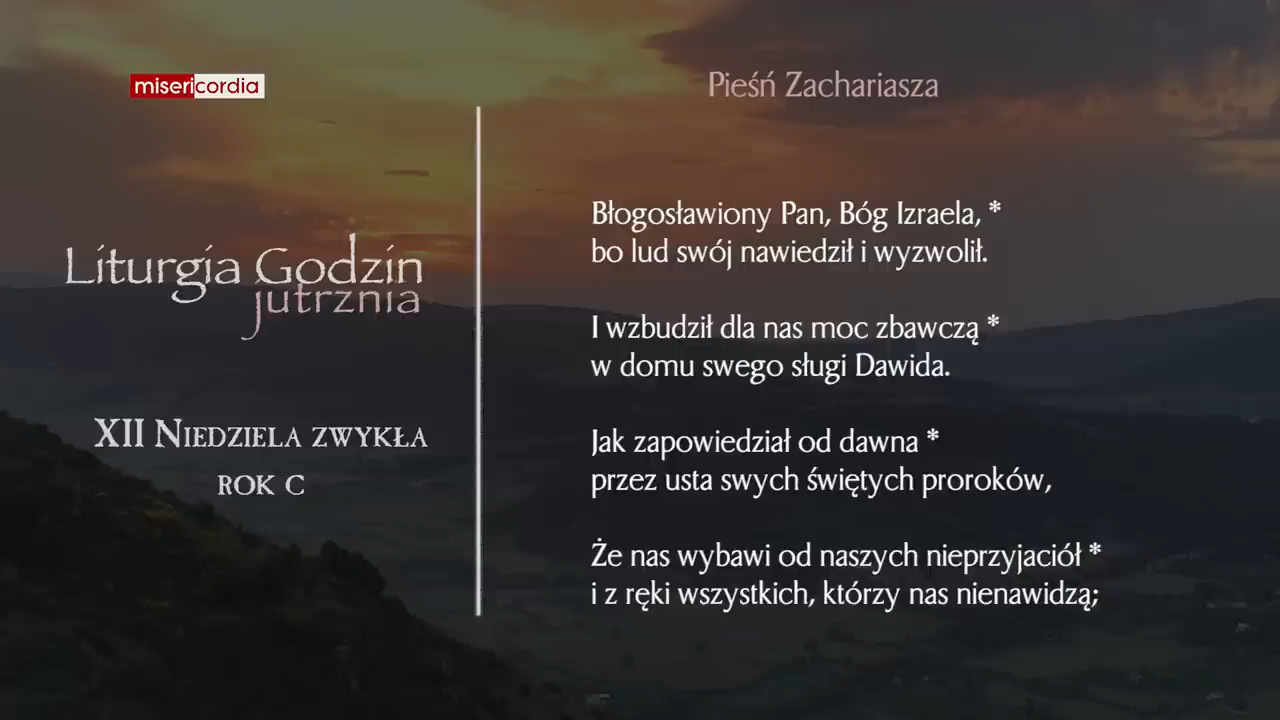 misericordia
Liturgia Godzin
jutrznia
XII Niedziela zwykła
rok C
Pieśń Zachariasza
Błogosławiony Pan, Bóg Izraela, *
bo lud swój nawiedził i wyzwolił.
I wzbudził dla nas moc zbawczą *
w domu swego sługi Dawida.
Jak zapowiedział od dawna *
przez usta swych świętych proroków,
Że nas wybawi od naszych nieprzyjaciół *
i z ręki wszystkich, którzy nas nienawidzą;